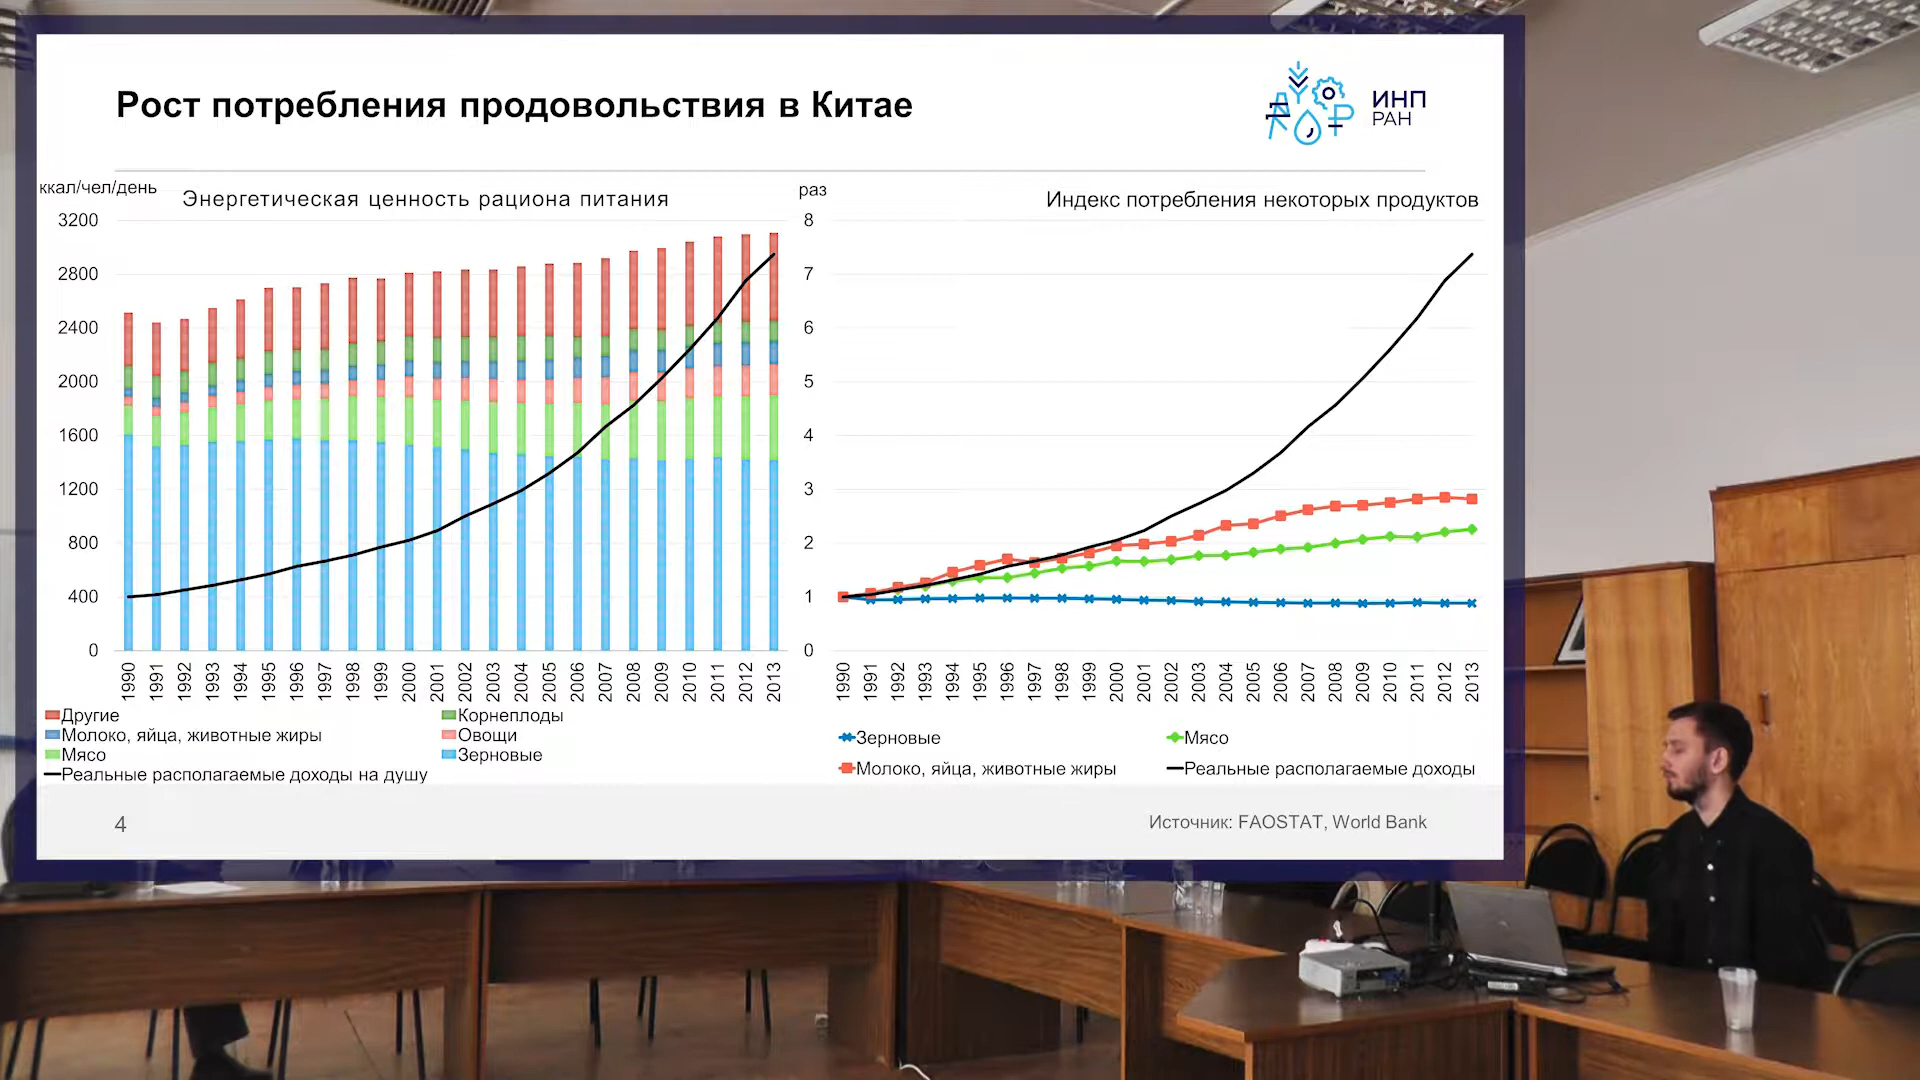 Рост потребления продовольствия в Китае
ИНП
РАН
ккал/чел/день
Энергетическая ценность рациона питания
3200
2800
2400
2000
1600
1200
800
400
0
1990 1991 1992 1993 1994 1995 1996 1997 1998 1999 2000 2001 2002 2003 2004 2005 2006 2007 2008 2009 2010 2011 2012 2013
Другие
Корнеплоды
Молоко, яйца, животные жиры
Овощи
Мясо
Зерновые
Реальные располагаемые доходы на душу
раз
Индекс потребления некоторых продуктов
8
7
6
5
4
3
2
1
0
1990 1991 1992 1993 1994 1995 1996 1997 1998 1999 2000 2001 2002 2003 2004 2005 2006 2007 2008 2009 2010 2011 2012 2013
Зерновые
Мясо
Молоко, яйца, животные жиры
Реальные располагаемые доходы
4
Источник: FAOSTAT, World Bank